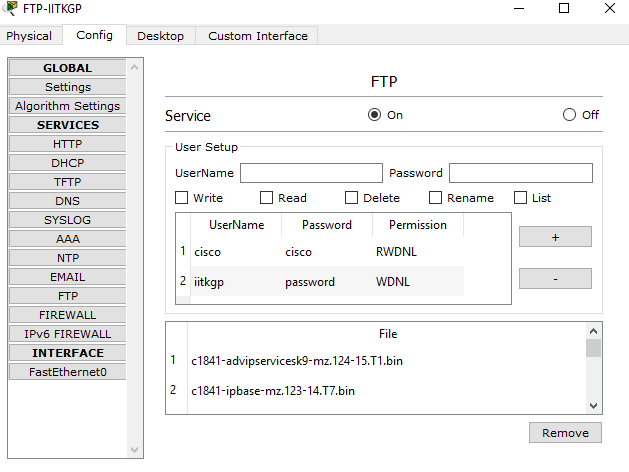 FTP-IITKGP
Physical Config Desktop Custom Interface
GLOBAL
Settings
Algorithm Settings
SERVICES
HTTP
DHCP
TFTP
DNS
SYSLOG
AAA
NTP
EMAIL
FTP
FIREWALL
IPv6 FIREWALL
INTERFACE
FastEthernet0
FTP
Service On Off
User Setup
UserName Password
Write Read Delete Rename List
UserName Password Permission
1 cisco cisco RWDNL
2 iitkgp password WDNL
+
-
File
1 c1841-advipservicesk9-mz.124-15.T1.bin
2 c1841-ipbase-mz.123-14.T7.bin
Remove